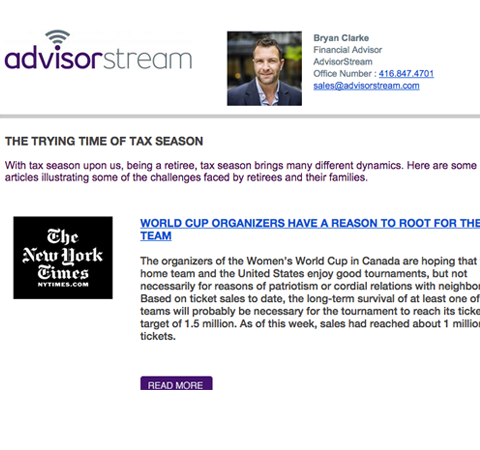 advisorstream
Bryan Clarke
Financial Advisor
AdvisorStream
Office Number : 416.847.4701
sales@advisorstream.com
THE TRYING TIME OF TAX SEASON
With tax season upon us, being a retiree, tax season brings many different dynamics. Here are some
articles illustrating some of the challenges faced by retirees and their families.
The
New York
Times
NYTIMES.COM
WORLD CUP ORGANIZERS HAVE A REASON TO ROOT FOR THE
TEAM
The organizers of the Women's World Cup in Canada are hoping that
home team and the United States enjoy good tournaments, but not
necessarily for reasons of patriotism or cordial relations with
Based on ticket sales to date, the long-term survival of at least one of
teams will probably be necessary for the tournament to reach its
target of 1.5 million. As of this week, sales had reached about 1
tickets.
READ MORE